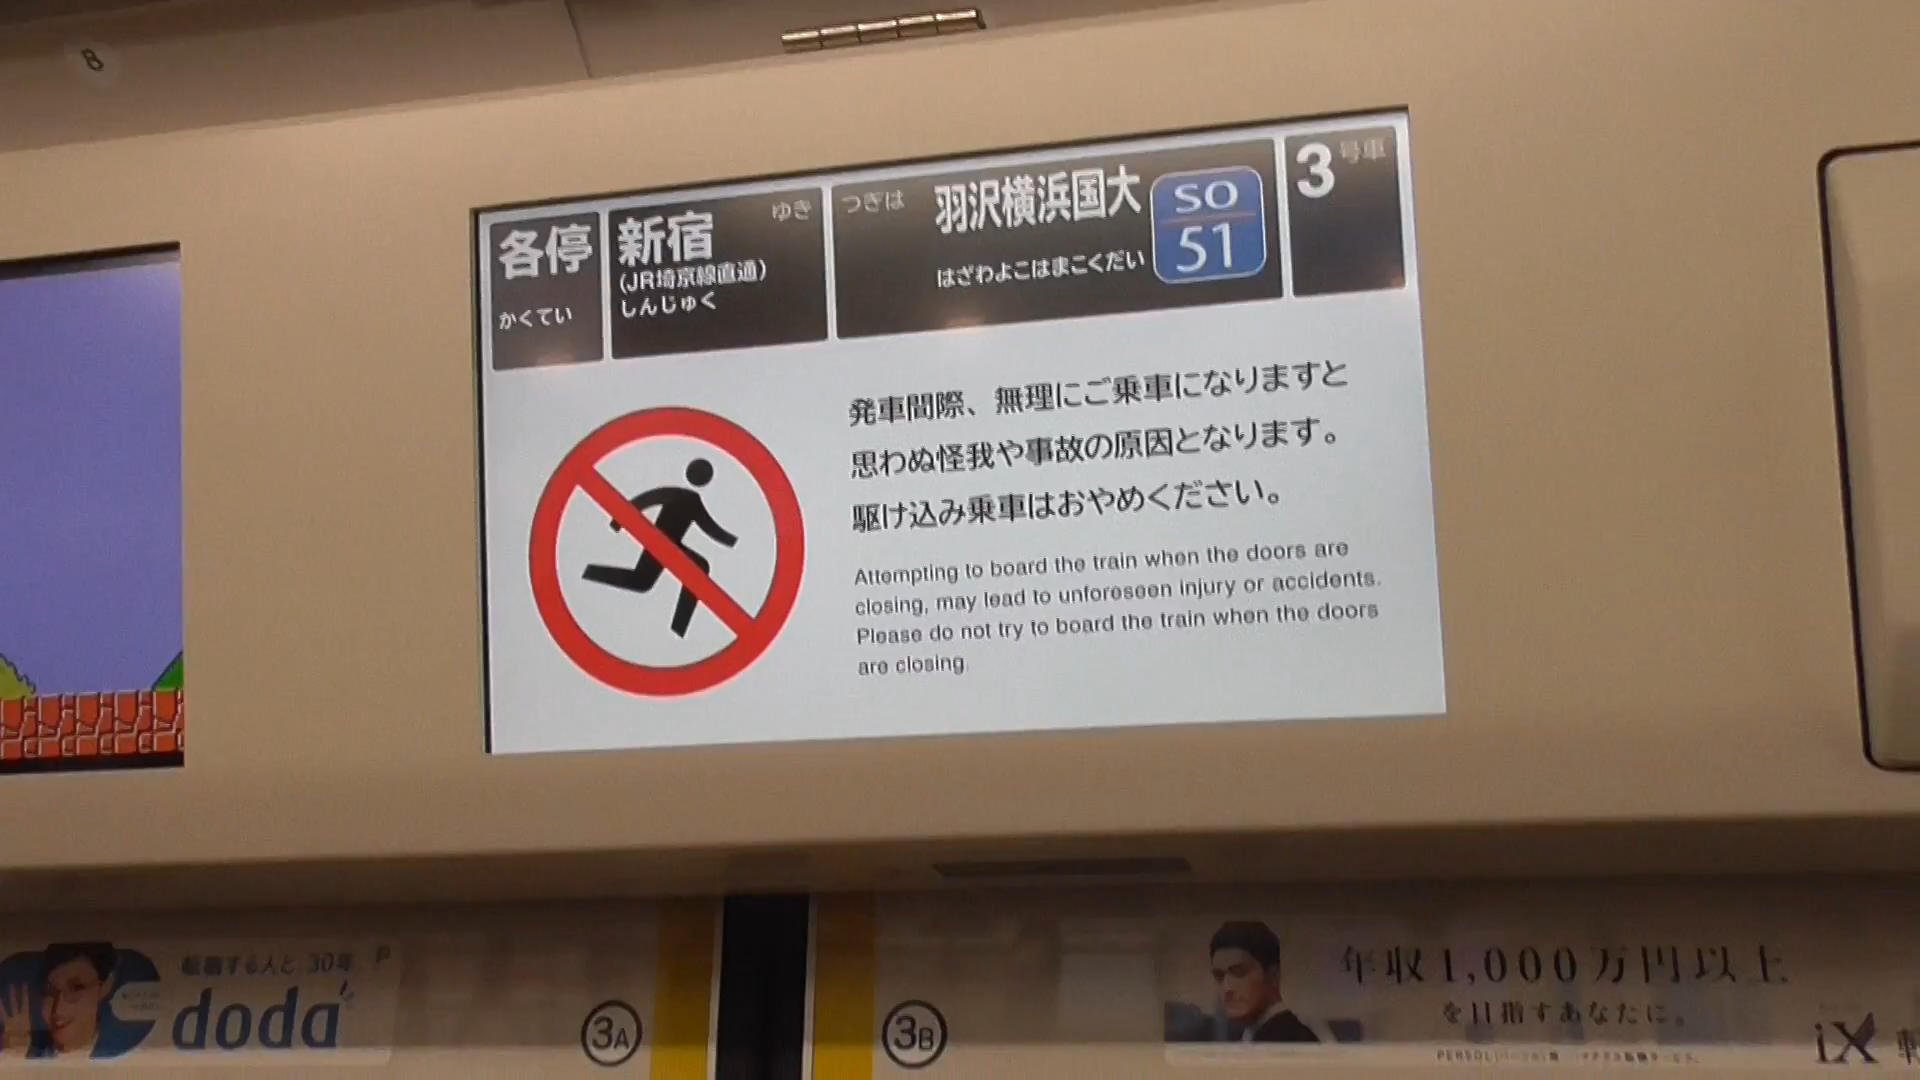 8
各停
かくてい
新宿
ゆき
(JR埼京線直通)
しんじゅく
つぎは
羽沢横浜国大
はざわよこはまこくだい
SO
51
3
号車
発車間際、無理にご乗車になりますと
思わぬ怪我や事故の原因となります。
駆け込み乗車はおやめください。
Attempting to board the train when the doors are
closing, may lead to unforeseen injury or accidents.
Please do not try to board the train when the doors
are closing.
転職する人と、30年
doda
3A
3B
年収1,000万円以上
を目指すあなたに。
iX